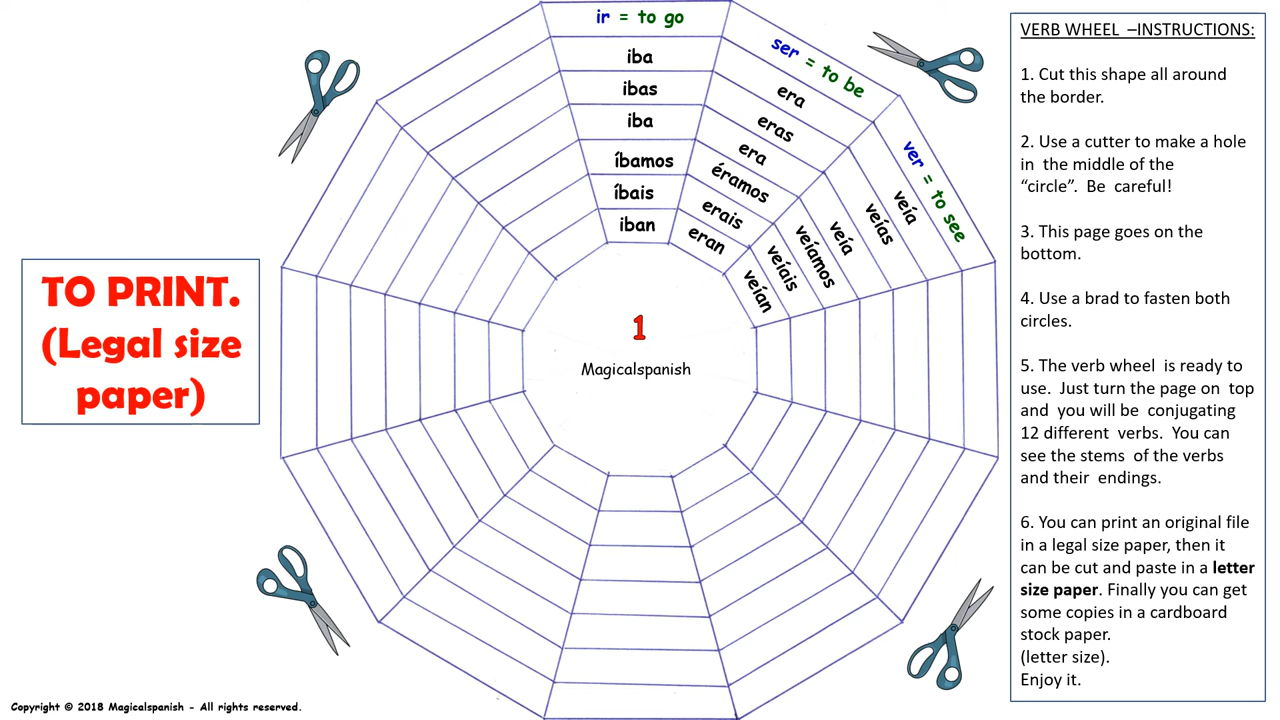 ir = to go
iba
ibas
iba
íbamos
íbais
iban
ser = to be
era
eras
era
éramos
erais
eran
ver = to see
veía
veías
veía
veíamos
veíais
veían
1
Magicalspanish
TO PRINT.
(Legal size
paper)
VERB WHEEL –INSTRUCTIONS:
1. Cut this shape all around
the border.
2. Use a cutter to make a hole
in the middle of the
“circle”. Be careful!
3. This page goes on the
bottom.
4. Use a brad to fasten both
circles.
5. The verb wheel is ready to
use. Just turn the page on top
and you will be conjugating
12 different verbs. You can
see the stems of the verbs
and their endings.
6. You can print an original file
in a legal size paper, then it
can be cut and paste in a letter
size paper. Finally you can get
some copies in a cardboard
stock paper.
(letter size).
Enjoy it.
Copyright © 2018 Magicalspanish - All rights reserved.